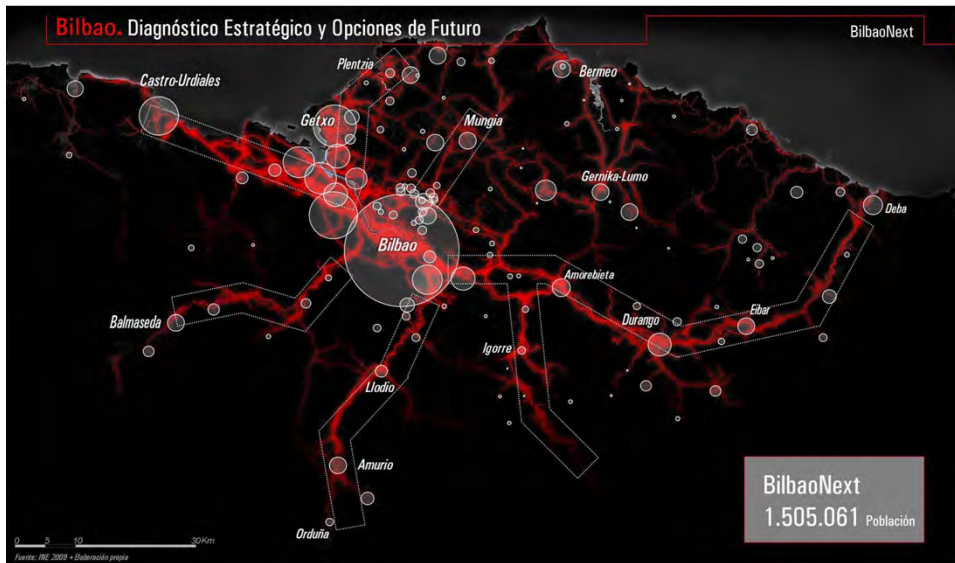 Bilbao. Diagnóstico Estratégico y Opciones de Futuro
BilbaoNext
Plentzia
Bermeo
Castro-Urdiales
Getxo
Mungia
Gernika-Lumo
Deba
Bilbao
Amorebieta
Balmaseda
Durango
Eibar
Igorre
Llodio
Amurio
Orduña
BilbaoNext
1.505.061 Población
0 5 10 30Km
Fuente: INE 2009 + Elaboración propia